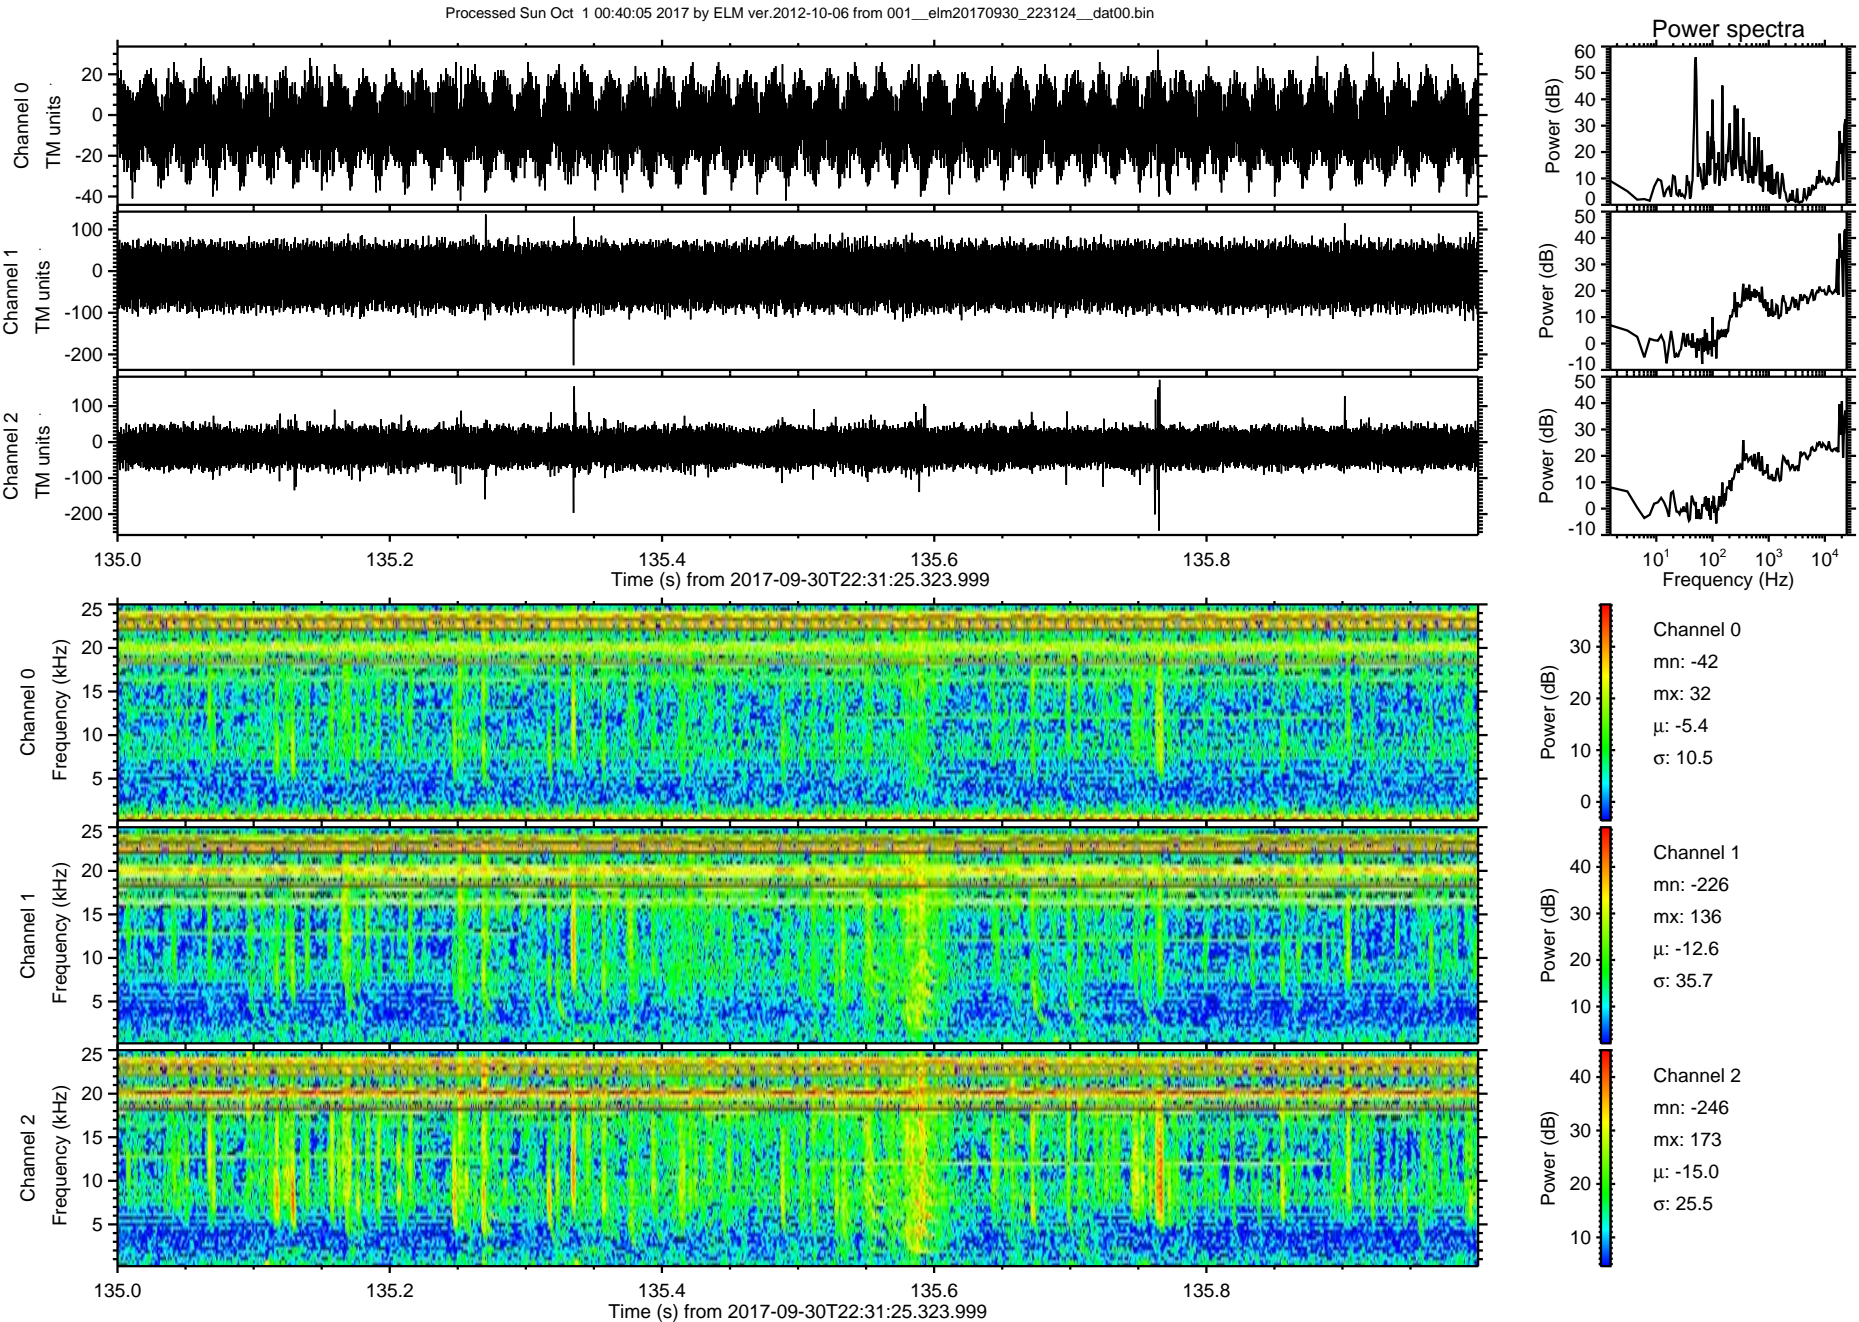 Processed Sun Oct  1 00:40:05 2017 by ELM ver.2012-10-06 from 001__elm20170930_223124__dat00.bin
Power spectra
Channel 0
TM units
20
0
-20
-40
Power (dB)
60
50
40
30
20
10
0
Channel 1
TM units
100
0
-100
-200
Power (dB)
50
40
30
20
10
0
-10
Channel 2
TM units
100
0
-100
-200
Power (dB)
50
40
30
20
10
0
-10
135.0 135.2 135.4 135.6 135.8
Time (s) from 2017-09-30T22:31:25.323.999
10¹ 10² 10³ 10⁴
Frequency (Hz)
Channel 0
Frequency (kHz)
25
20
15
10
5
Power (dB)
30
20
10
0
Channel 0
mn: -42
mx: 32
μ: -5.4
σ: 10.5
Channel 1
Frequency (kHz)
25
20
15
10
5
Power (dB)
40
30
20
10
Channel 1
mn: -226
mx: 136
μ: -12.6
σ: 35.7
Channel 2
Frequency (kHz)
25
20
15
10
5
Power (dB)
40
30
20
10
Channel 2
mn: -246
mx: 173
μ: -15.0
σ: 25.5
135.0 135.2 135.4 135.6 135.8
Time (s) from 2017-09-30T22:31:25.323.999